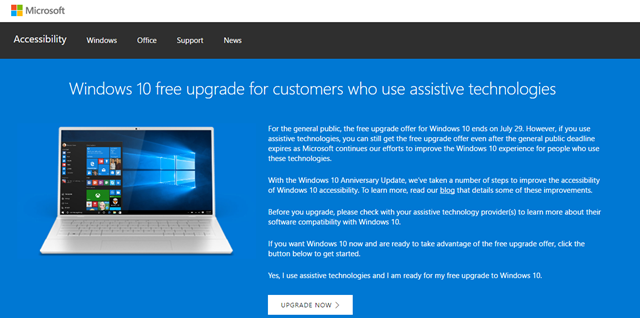 Microsoft
Accessibility Windows Office Support News
Windows 10 free upgrade for customers who use assistive technologies
For the general public, the free upgrade offer for Windows 10 ends on July 29. However, if you use
assistive technologies, you can still get the free upgrade offer even after the general public deadline
expires as Microsoft continues our efforts to improve the Windows 10 experience for people who use
these technologies.
With the Windows 10 Anniversary Update, we've taken a number of steps to improve the accessibility
of Windows 10 accessibility. To learn more, read our blog that details some of these improvements.
Before you upgrade, please check with your assistive technology provider(s) to learn more about their
software compatibility with Windows 10.
If you want Windows 10 now and are ready to take advantage of the free upgrade offer, click the
button below to get started.
Yes, I use assistive technologies and I am ready for my free upgrade to Windows 10.
UPGRADE NOW